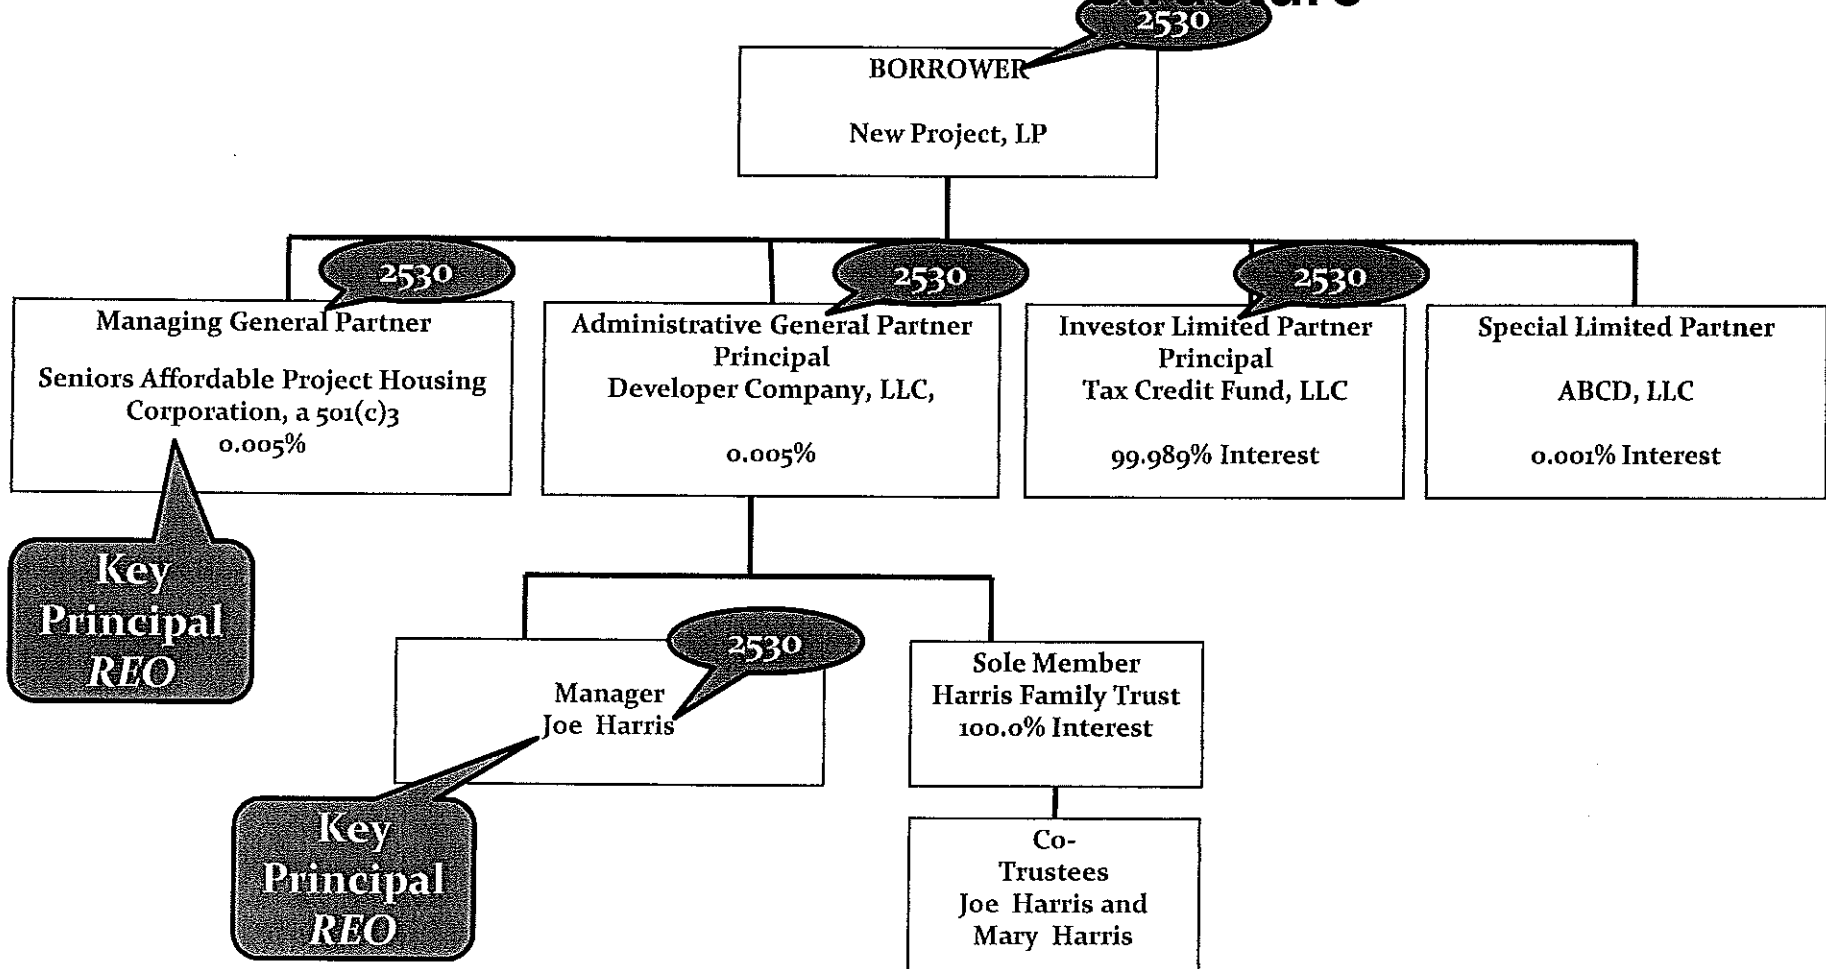 2530
BORROWER
New Project, LP
2530
2530
2530
Managing General Partner
Seniors Affordable Project Housing
Corporation, a 501(c)3
0.005%
Administrative General Partner
Principal
Developer Company, LLC,
0.005%
Investor Limited Partner
Principal
Tax Credit Fund, LLC
99.989% Interest
Special Limited Partner
ABCD, LLC
0.001% Interest
Key
Principal
REO
2530
Manager
Joe Harris
Sole Member
Harris Family Trust
100.0% Interest
Key
Principal
REO
Co-
Trustees
Joe Harris and
Mary Harris